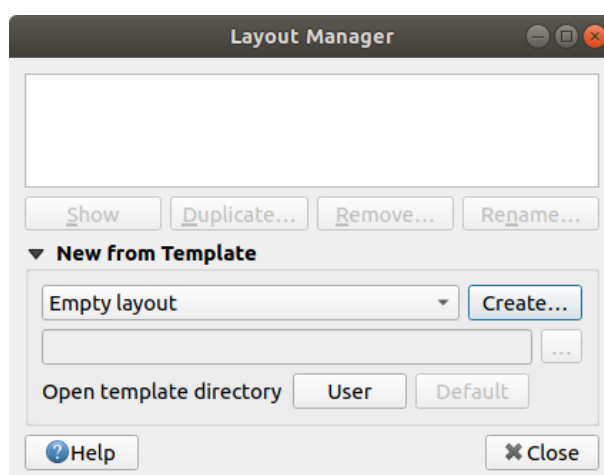 Layout Manager
Show Duplicate... Remove... Rename...
New from Template
Empty layout Create...
...
Open template directory User Default
Help Close